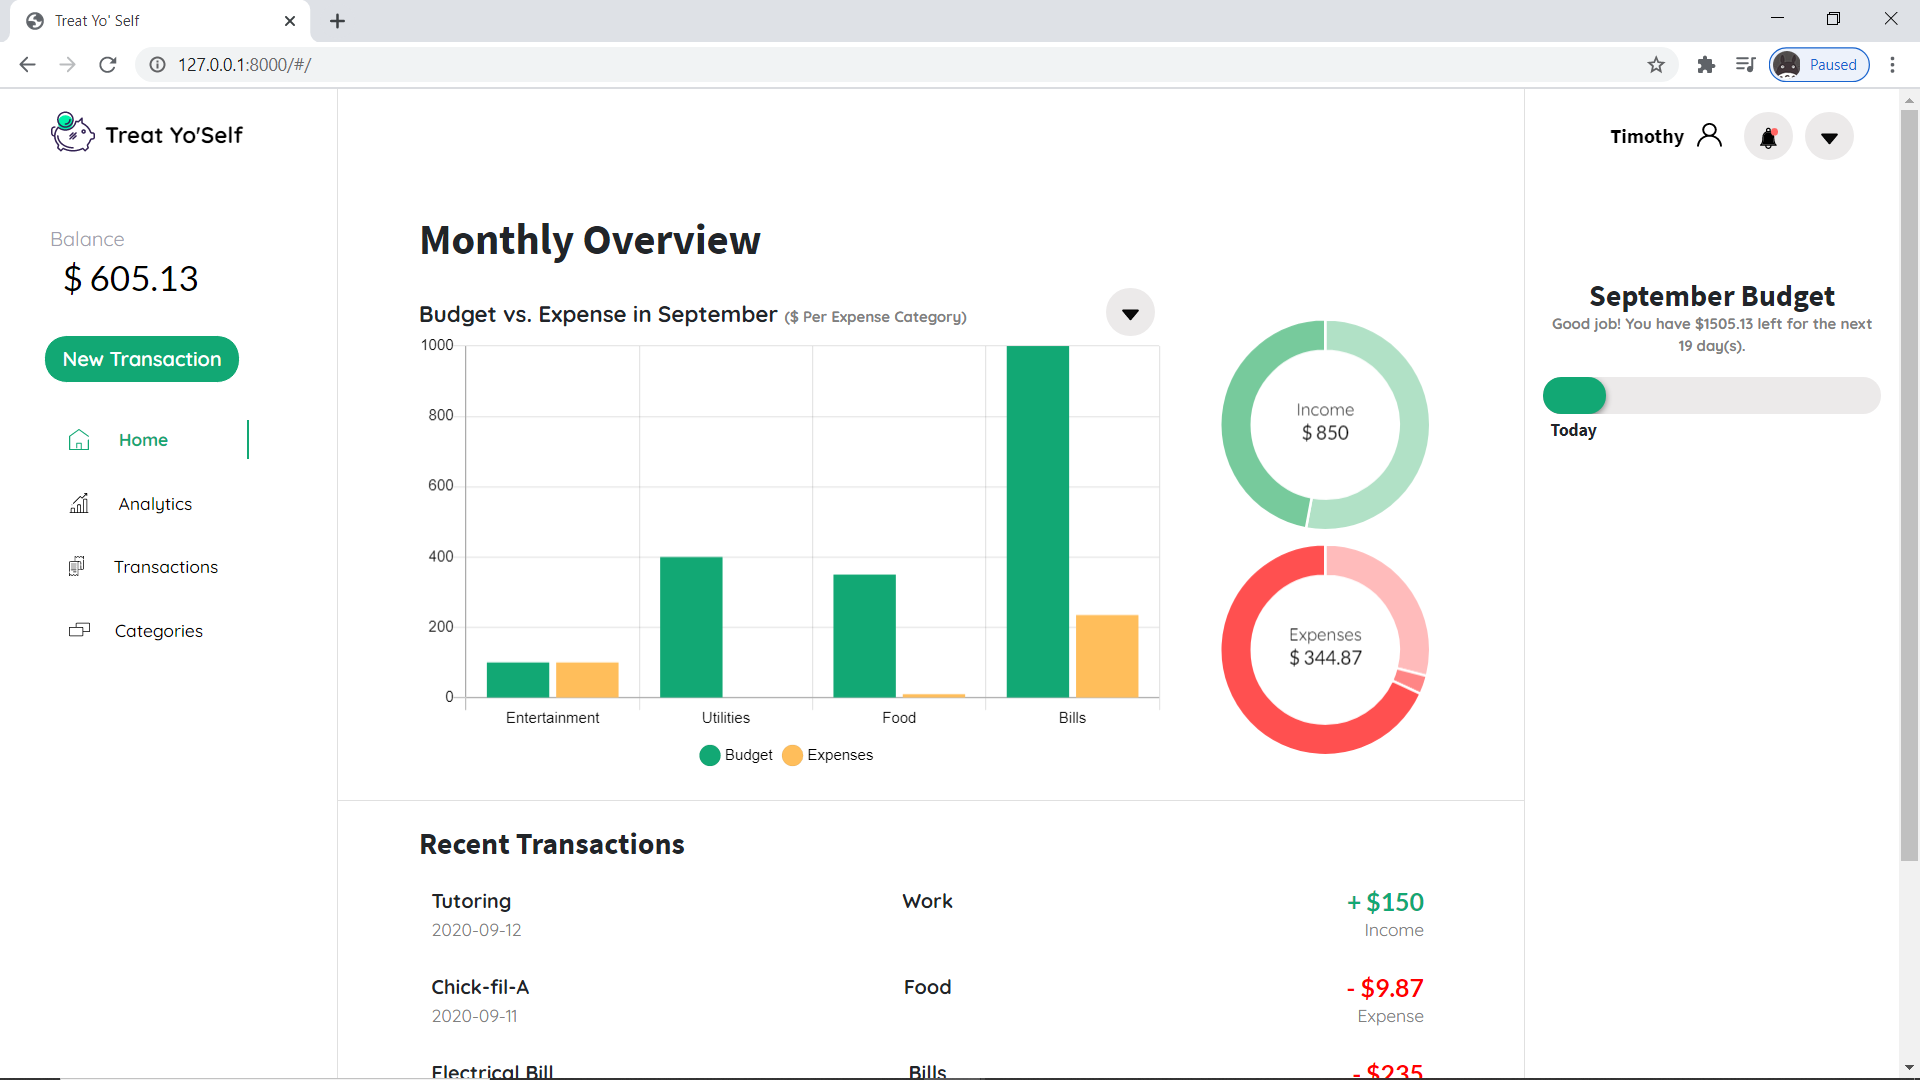 Treat Yo' Self
127.0.0.1:8000/#/
Paused
Treat Yo'Self
Timothy
Balance
$ 605.13
New Transaction
Home
Analytics
Transactions
Categories
Monthly Overview
Budget vs. Expense in September ($ Per Expense Category)
1000
800
600
400
200
0
Entertainment Utilities Food Bills
Budget Expenses
Income
$ 850
Expenses
$ 344.87
September Budget
Good job! You have $1505.13 left for the next
19 day(s).
Today
Recent Transactions
Tutoring Work + $150
2020-09-12 Income
Chick-fil-A Food - $9.87
2020-09-11 Expense
Electrical Bill Bills - $235